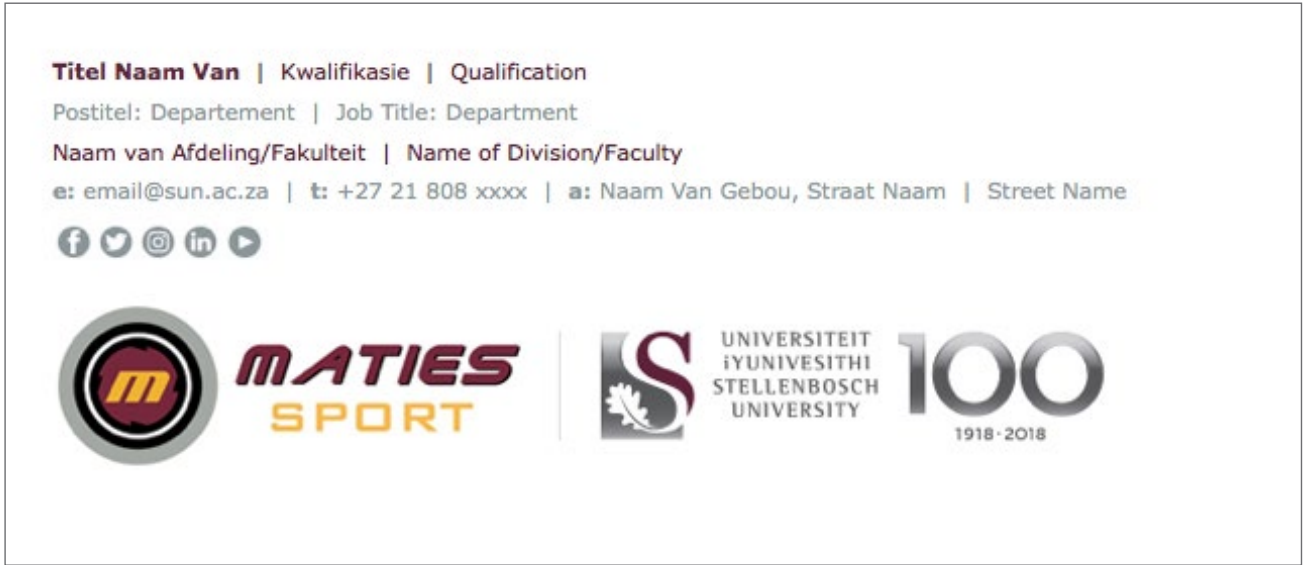 Titel Naam Van | Kwalifikasie | Qualification
Postitel: Departement | Job Title: Department
Naam van Afdeling/Fakulteit | Name of Division/Faculty
e: email@sun.ac.za | t: +27 21 808 xxxx | a: Naam Van Gebou, Straat Naam | Street Name
m
MATIES
SPORT
S
UNIVERSITEIT
iYUNIVESITHI
STELLENBOSCH
UNIVERSITY
100
1918·2018